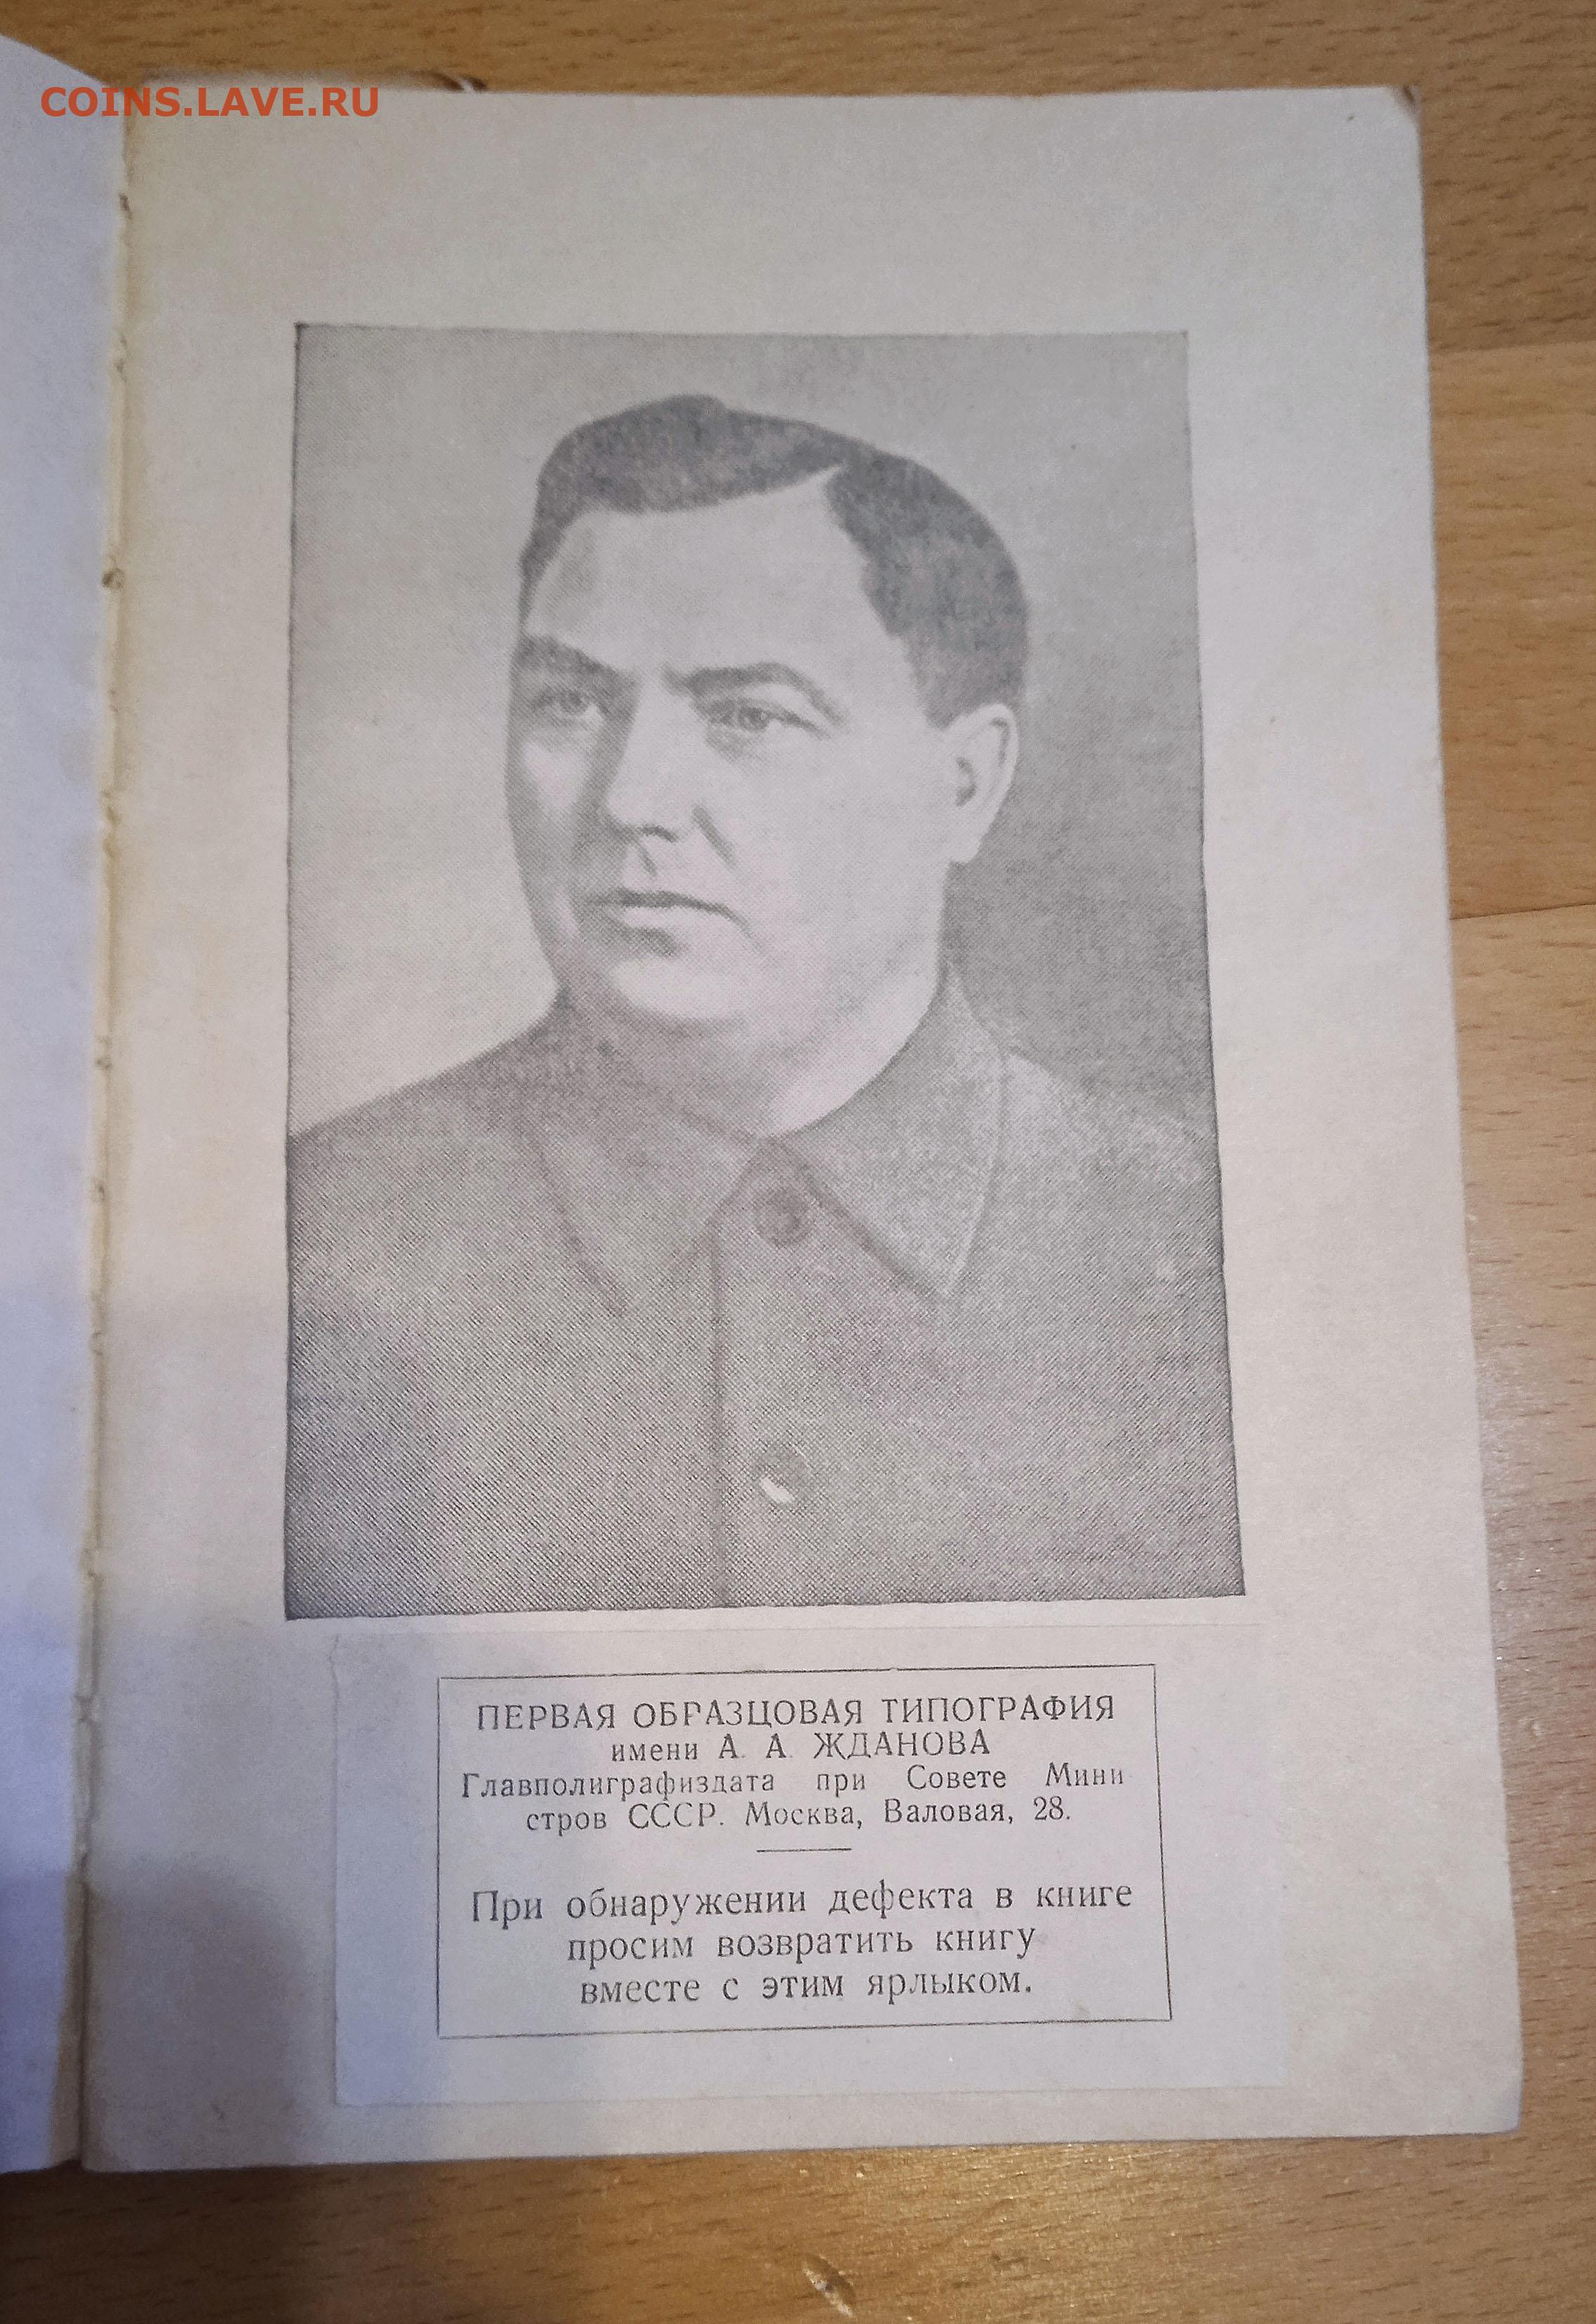 COINS.LAVE.RU
ПЕРВАЯ ОБРАЗЦОВАЯ ТИПОГРАФИЯ
имени А. А. ЖДАНОВА
Главполиграфиздата при Совете Мини
стров СССР. Москва, Валовая, 28.
При обнаружении дефекта в книге
просим возвратить книгу
вместе с этим ярлыком.